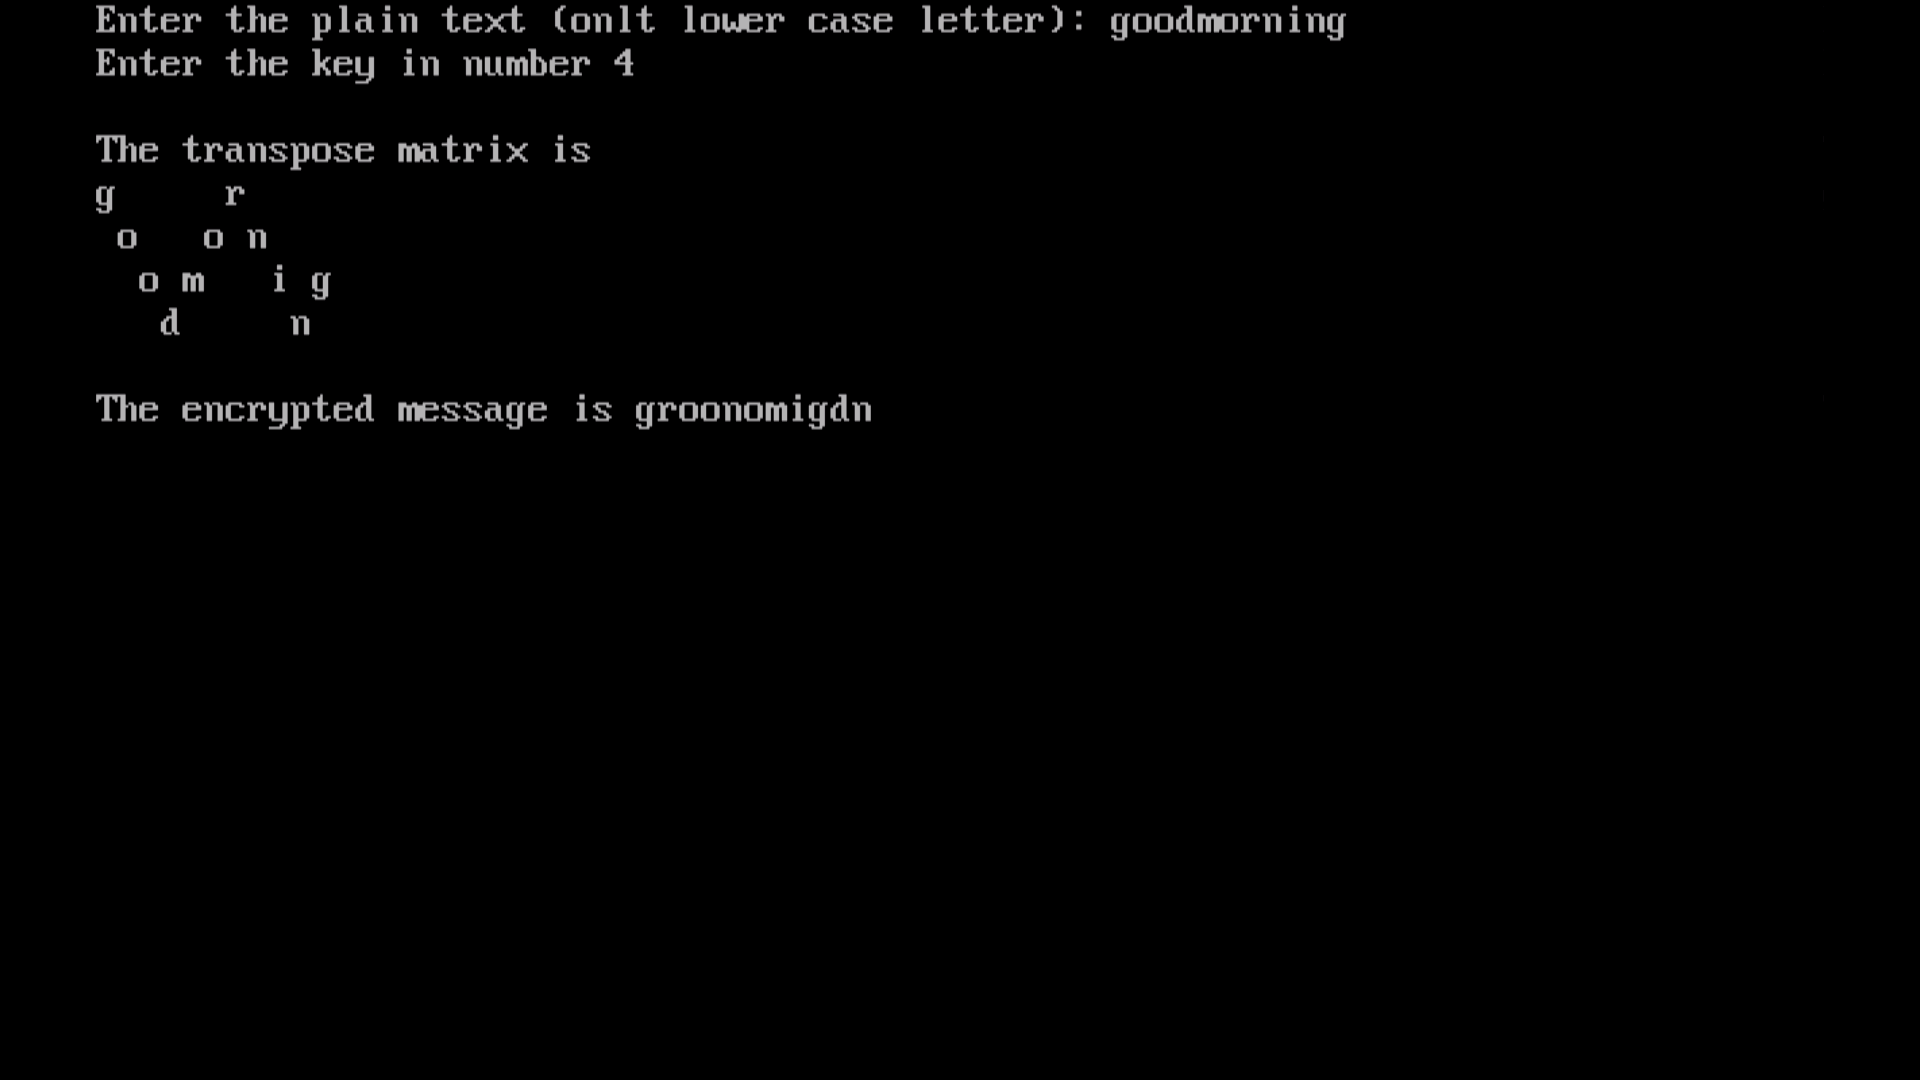 Enter the plain text (onlt lower case letter): goodmorning
Enter the key in number 4
The transpose matrix is
g     r
 o   o n
  o m   i g
   d     n
The encrypted message is groonomigdn